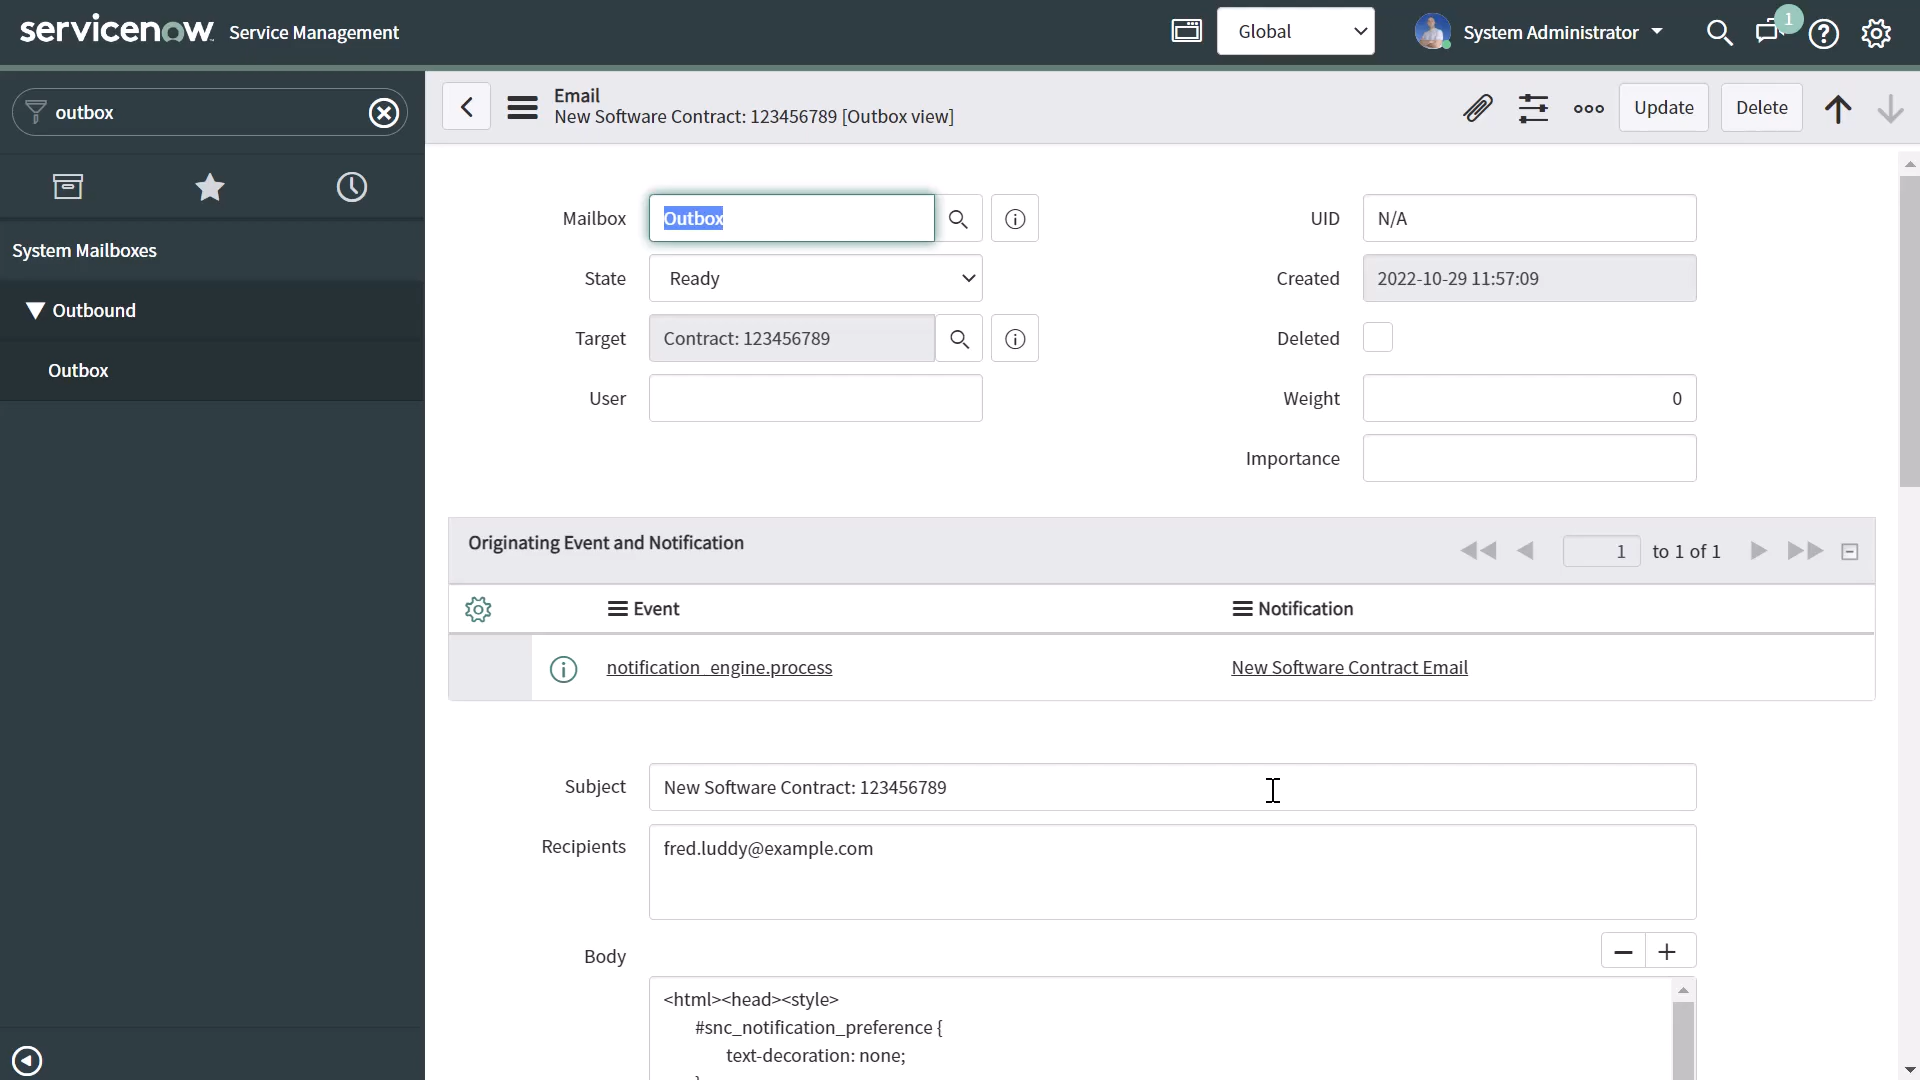 servicenow Service Management
Global
System Administrator
1
outbox
System Mailboxes
Outbound
Outbox
Email
New Software Contract: 123456789 [Outbox view]
Update
Delete
Mailbox
Outbox
UID
N/A
State
Ready
Created
2022-10-29 11:57:09
Target
Contract: 123456789
Deleted
User
Weight
0
Importance
Originating Event and Notification
1 to 1 of 1
Event
Notification
notification_engine.process
New Software Contract Email
Subject
New Software Contract: 123456789
Recipients
fred.luddy@example.com
Body
<html><head><style>
#snc_notification_preference {
text-decoration: none;
}